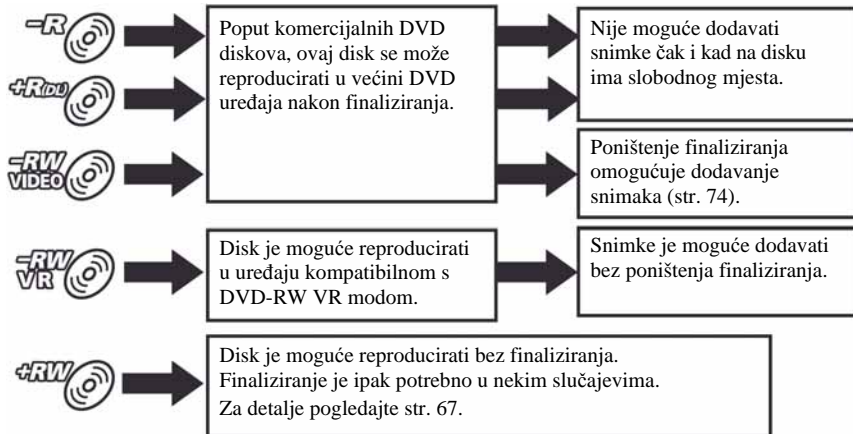 -R
Poput komercijalnih DVD
diskova, ovaj disk se može
reproducirati u većini DVD
uređaja nakon finaliziranja.
Nije moguće dodavati
snimke čak i kad na disku
ima slobodnog mjesta.
+R(DL)
-RW
VIDEO
Poništenje finaliziranja
omogućuje dodavanje
snimaka (str. 74).
-RW
VR
Disk je moguće reproducirati
u uređaju kompatibilnom s
DVD-RW VR modom.
Snimke je moguće dodavati
bez poništenja finaliziranja.
+RW
Disk je moguće reproducirati bez finaliziranja.
Finaliziranje je ipak potrebno u nekim slučajevima.
Za detalje pogledajte str. 67.